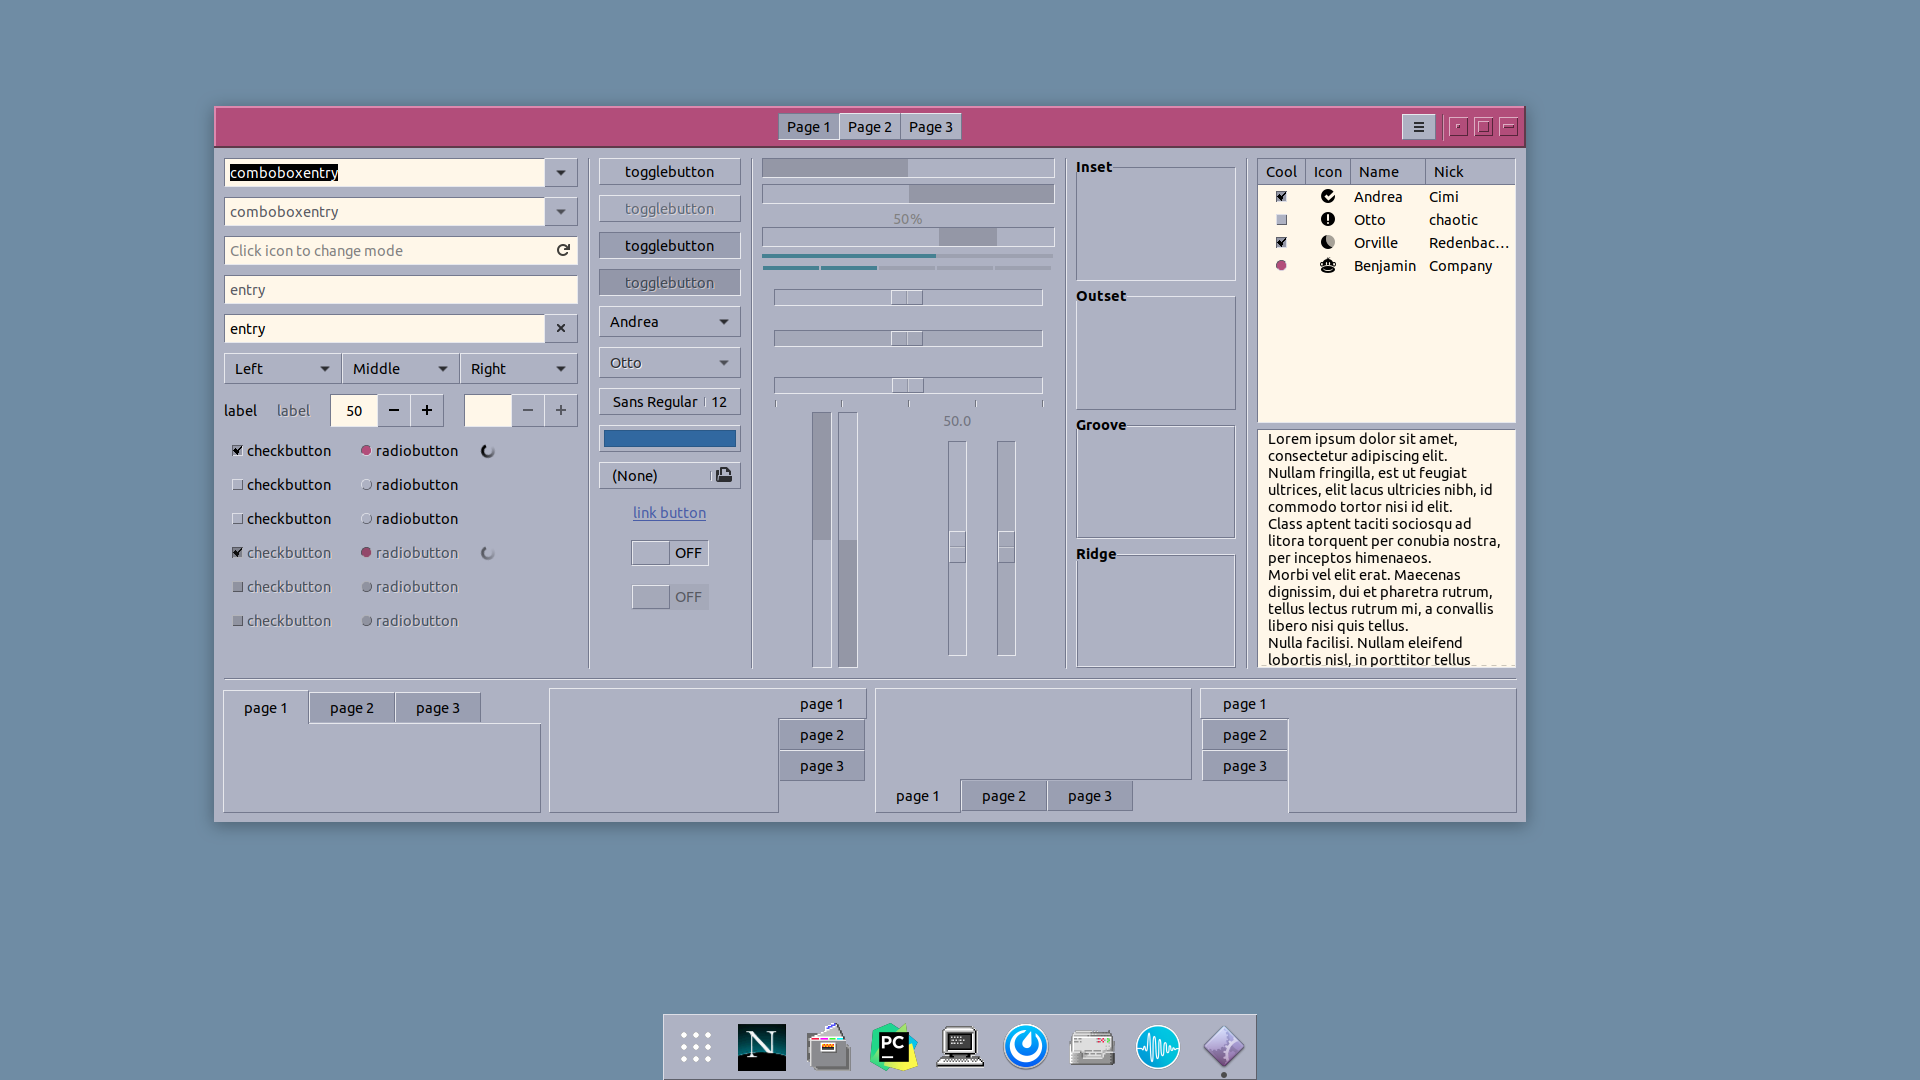 Page 1 Page 2 Page 3
comboboxentry
comboboxentry
Click icon to change mode
entry
entry
Left Middle Right
label label 50
checkbutton radiobutton
checkbutton radiobutton
checkbutton radiobutton
checkbutton radiobutton
checkbutton radiobutton
checkbutton radiobutton
togglebutton
togglebutton
togglebutton
togglebutton
Andrea
Otto
Sans Regular 12
(None)
link button
OFF
OFF
50%
50.0
Inset
Outset
Groove
Ridge
Cool Icon Name Nick
Andrea Cimi
Otto chaotic
Orville Redenbac...
Benjamin Company
Lorem ipsum dolor sit amet,
consectetur adipiscing elit.
Nullam fringilla, est ut feugiat
ultrices, elit lacus ultricies nibh, id
commodo tortor nisi id elit.
Class aptent taciti sociosqu ad
litora torquent per conubia nostra,
per inceptos himenaeos.
Morbi vel elit erat. Maecenas
dignissim, dui et pharetra rutrum,
tellus lectus rutrum mi, a convallis
libero nisi quis tellus.
Nulla facilisi. Nullam eleifend
lobortis nisl, in porttitor tellus
page 1 page 2 page 3
page 1
page 2
page 3
page 1 page 2 page 3
page 1
page 2
page 3
N
PC